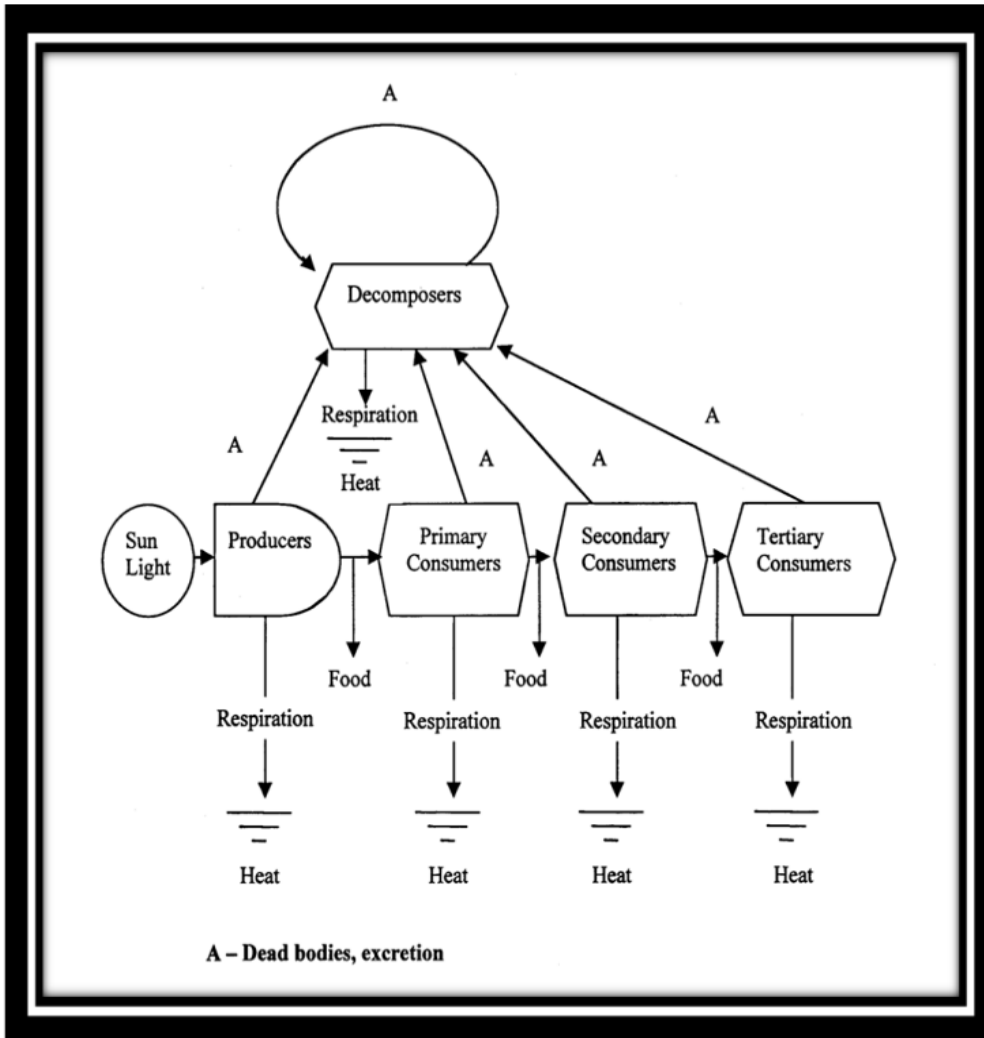 A
Decomposers
Respiration
Heat
A
A
A
A
Sun
Light
Producers
Primary
Consumers
Secondary
Consumers
Tertiary
Consumers
Food
Food
Food
Respiration
Respiration
Respiration
Respiration
Heat
Heat
Heat
Heat
A – Dead bodies, excretion